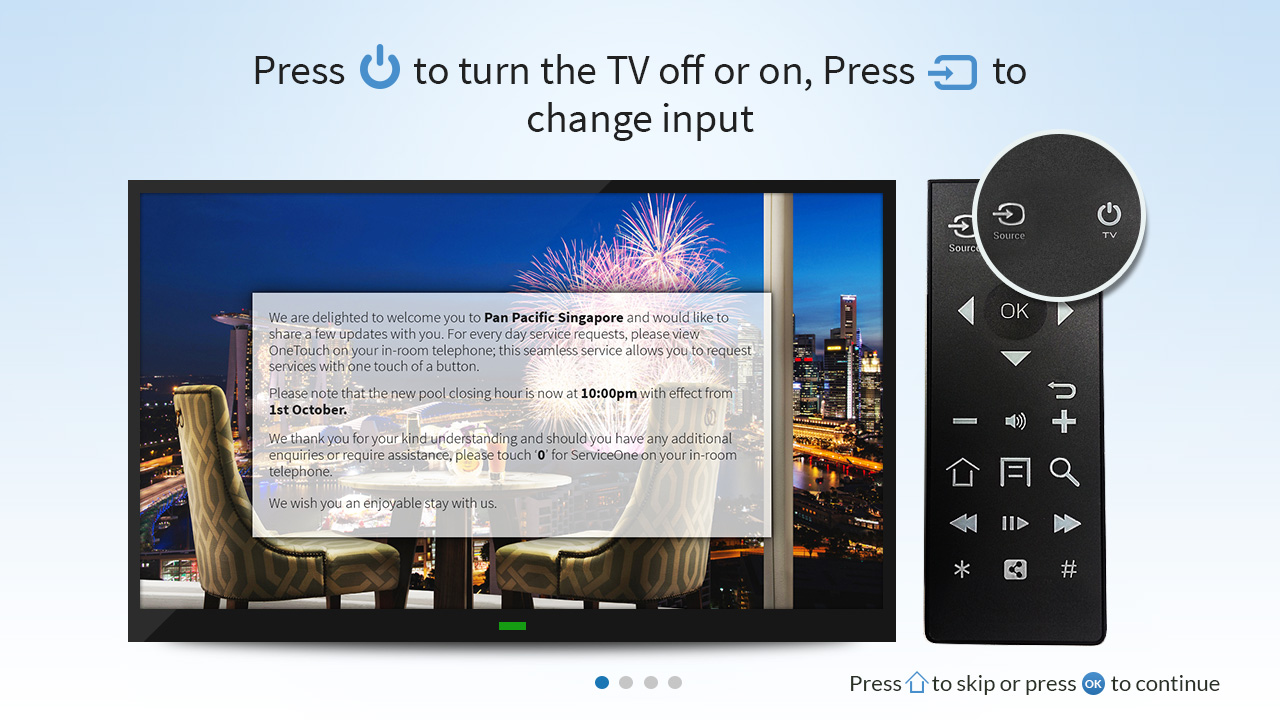 Press to turn the TV off or on, Press to
change input
We are delighted to welcome you to Pan Pacific Singapore and would like to
share a few updates with you. For every day service requests, please view
OneTouch on your in-room telephone; this seamless service allows you to request
services with one touch of a button.
Please note that the new pool closing hour is now at 10:00pm with effect from
1st October.
We thank you for your kind understanding and should you have any additional
enquiries or require assistance, please touch '0' for ServiceOne on your in-room
telephone.
We wish you an enjoyable stay with us.
Source
Source
TV
OK
*
#
Press to skip or press OK to continue